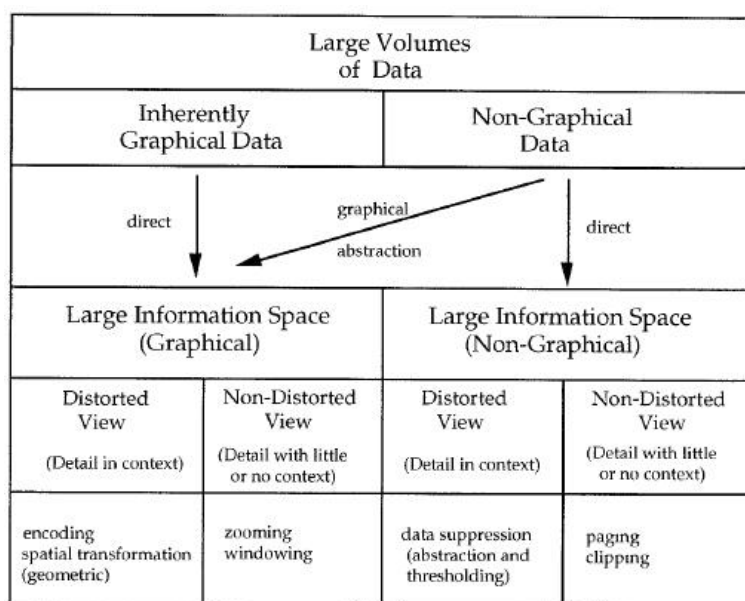 Large Volumes
of Data
Inherently
Graphical Data
Non-Graphical
Data
direct
graphical
abstraction
direct
Large Information Space
(Graphical)
Large Information Space
(Non-Graphical)
Distorted
View
(Detail in context)
Non-Distorted
View
(Detail with little
or no context)
Distorted
View
(Detail in context)
Non-Distorted
View
(Detail with little
or no context)
encoding
spatial transformation
(geometric)
zooming
windowing
data suppression
(abstraction and
thresholding)
paging
clipping